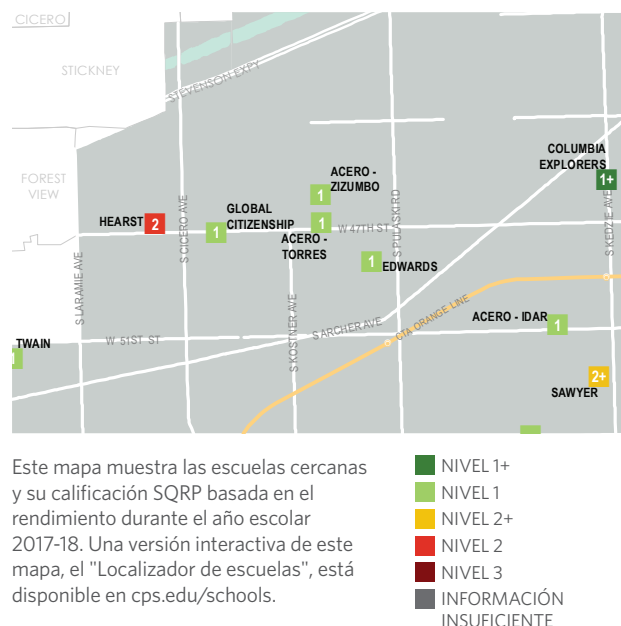 CICERO
STICKNEY
STEVENSON EXPY
FOREST
VIEW
COLUMBIA
EXPLORERS
1+
ACERO -
ZIZUMBO
1
HEARST
2
GLOBAL
CITIZENSHIP
1
1
ACERO -
TORRES
W 47TH ST
S PULASKI RD
S CICERO AVE
S KEDZIE AVE
1
EDWARDS
S LARAMIE AVE
S KOSTNER AVE
S ARCHER AVE
CTA ORANGE LINE
ACERO - IDAR
1
TWAIN
W 51ST ST
2+
SAWYER
Este mapa muestra las escuelas cercanas
y su calificación SQRP basada en el
rendimiento durante el año escolar
2017-18. Una versión interactiva de este
mapa, el "Localizador de escuelas", está
disponible en cps.edu/schools.
NIVEL 1+
NIVEL 1
NIVEL 2+
NIVEL 2
NIVEL 3
INFORMACIÓN
INSUFICIENTE